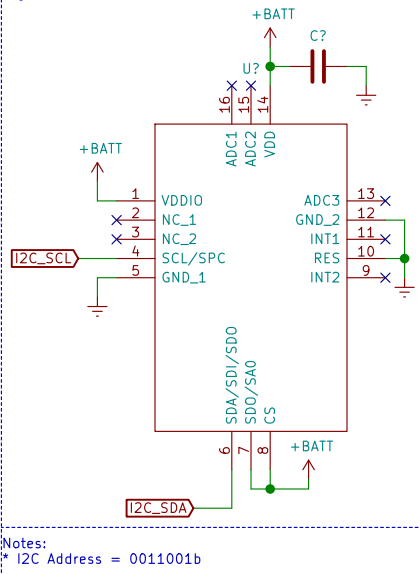 +BATT
C?
U?
16
15
14
ADC1
ADC2
VDD
+BATT
1
VDDIO
2
NC_1
3
NC_2
I2C_SCL
4
SCL/SPC
5
GND_1
ADC3
13
GND_2
12
INT1
11
RES
10
INT2
9
SDA/SDI/SDO
SDO/SA0
CS
6
7
8
+BATT
I2C_SDA
Notes:
* I2C Address = 0011001b